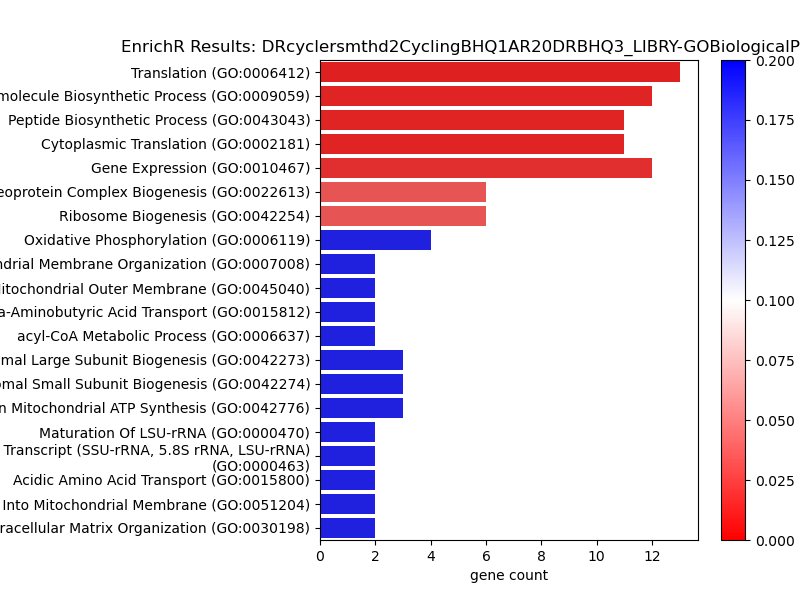 EnrichR Results: DRcyclersmthd2CyclingBHQ1AR20DRBHQ3_LIBRY-GOBiologicalP
Translation (GO:0006412)
molecule Biosynthetic Process (GO:0009059)
Peptide Biosynthetic Process (GO:0043043)
Cytoplasmic Translation (GO:0002181)
Gene Expression (GO:0010467)
eoprotein Complex Biogenesis (GO:0022613)
Ribosome Biogenesis (GO:0042254)
Oxidative Phosphorylation (GO:0006119)
ndrial Membrane Organization (GO:0007008)
Mitochondrial Outer Membrane (GO:0045040)
a-Aminobutyric Acid Transport (GO:0015812)
acyl-CoA Metabolic Process (GO:0006637)
mal Large Subunit Biogenesis (GO:0042273)
omal Small Subunit Biogenesis (GO:0042274)
n Mitochondrial ATP Synthesis (GO:0042776)
Maturation Of LSU-rRNA (GO:0000470)
Transcript (SSU-rRNA, 5.8S rRNA, LSU-rRNA)
(GO:0000463)
Acidic Amino Acid Transport (GO:0015800)
Into Mitochondrial Membrane (GO:0051204)
racellular Matrix Organization (GO:0030198)
0 2 4 6 8 10 12
gene count
0.200
0.175
0.150
0.125
0.100
0.075
0.050
0.025
0.000